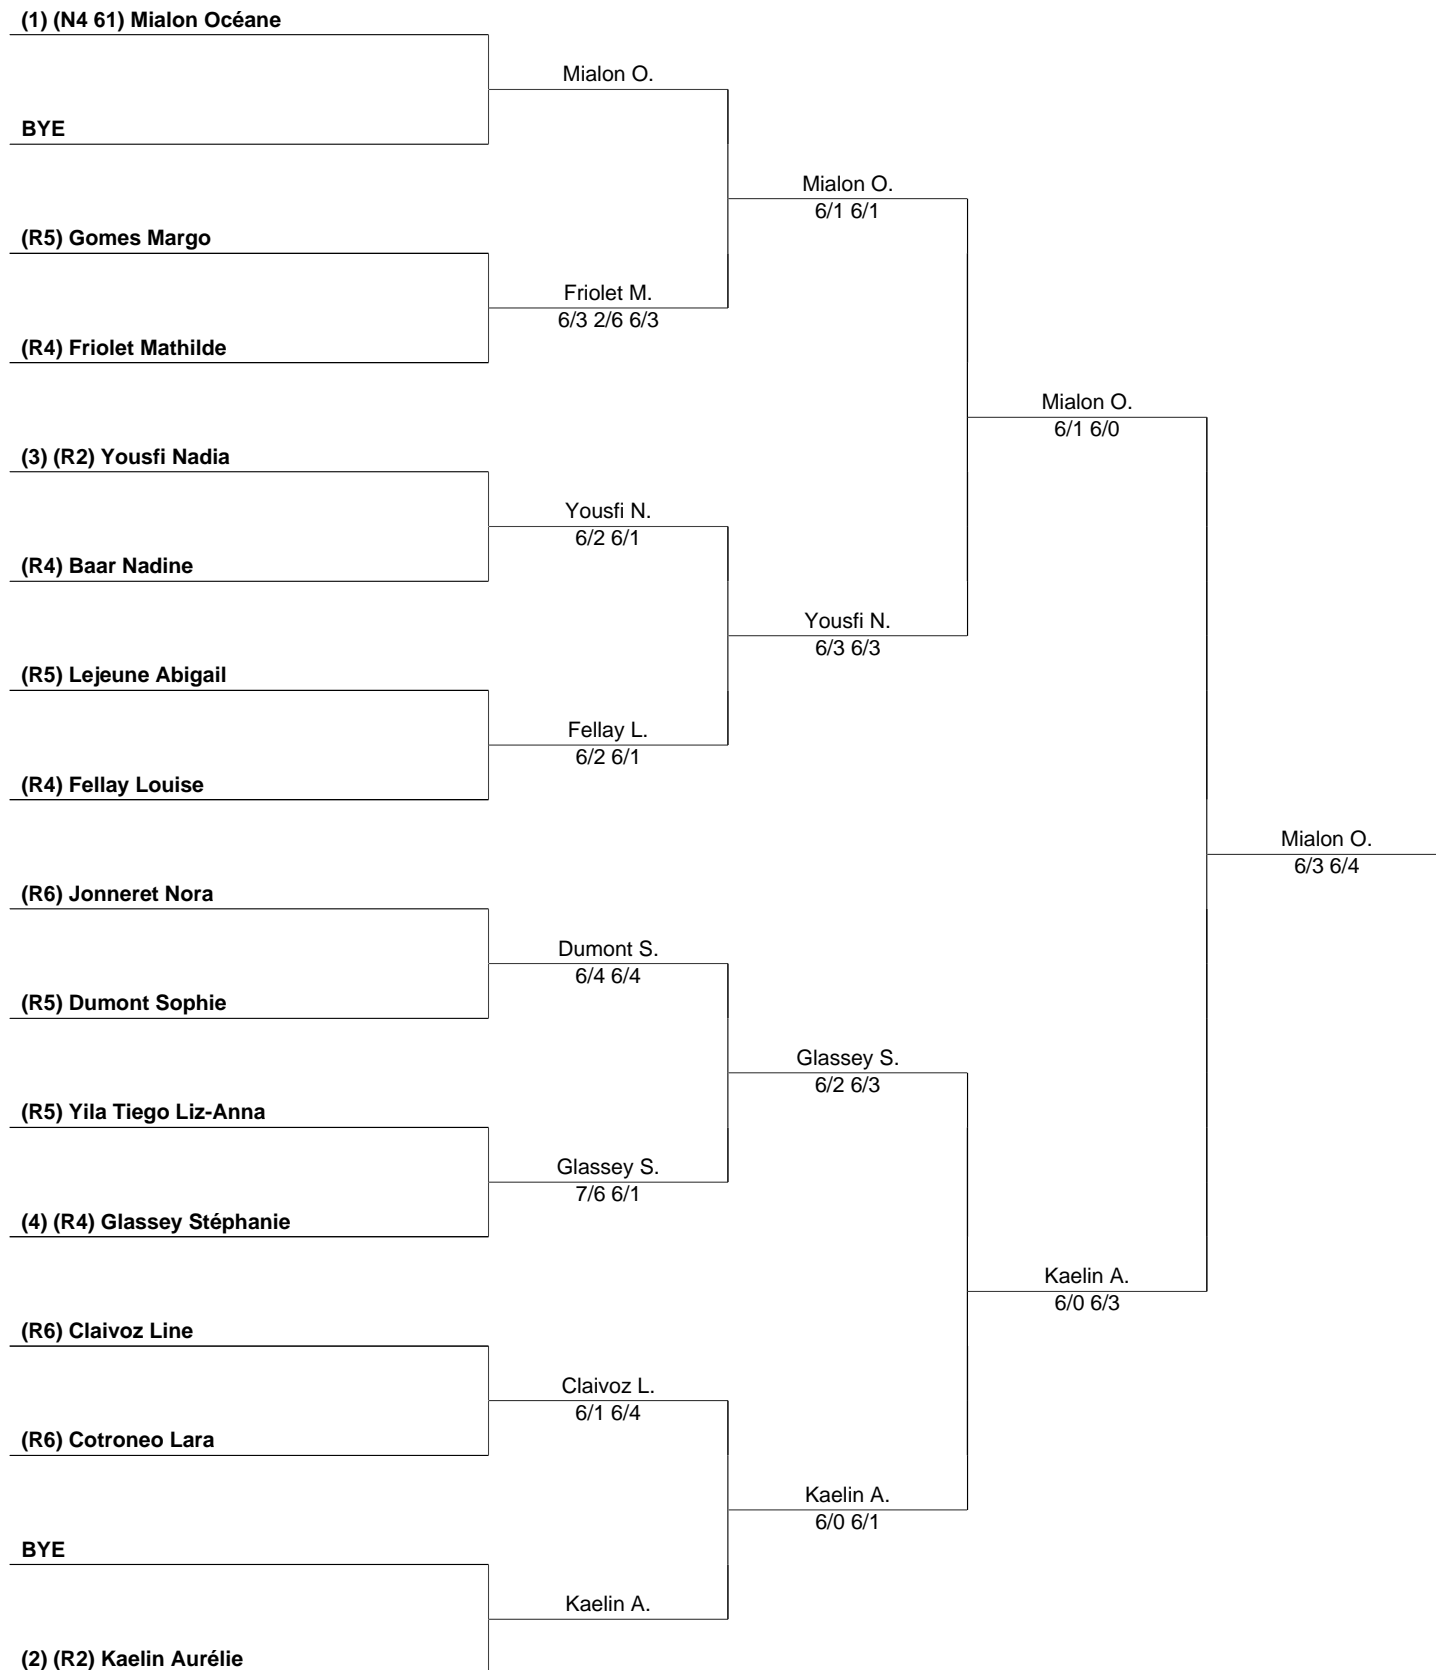 (1) (N4 61) Mialon Océane
Mialon O.
BYE
Mialon O.
6/1 6/1
(R5) Gomes Margo
Friolet M.
6/3 2/6 6/3
(R4) Friolet Mathilde
Mialon O.
6/1 6/0
(3) (R2) Yousfi Nadia
Yousfi N.
6/2 6/1
(R4) Baar Nadine
Yousfi N.
6/3 6/3
(R5) Lejeune Abigail
Fellay L.
6/2 6/1
(R4) Fellay Louise
Mialon O.
6/3 6/4
(R6) Jonneret Nora
Dumont S.
6/4 6/4
(R5) Dumont Sophie
Glassey S.
6/2 6/3
(R5) Yila Tiego Liz-Anna
Glassey S.
7/6 6/1
(4) (R4) Glassey Stéphanie
Kaelin A.
6/0 6/3
(R6) Claivoz Line
Claivoz L.
6/1 6/4
(R6) Cotroneo Lara
Kaelin A.
6/0 6/1
BYE
Kaelin A.
(2) (R2) Kaelin Aurélie